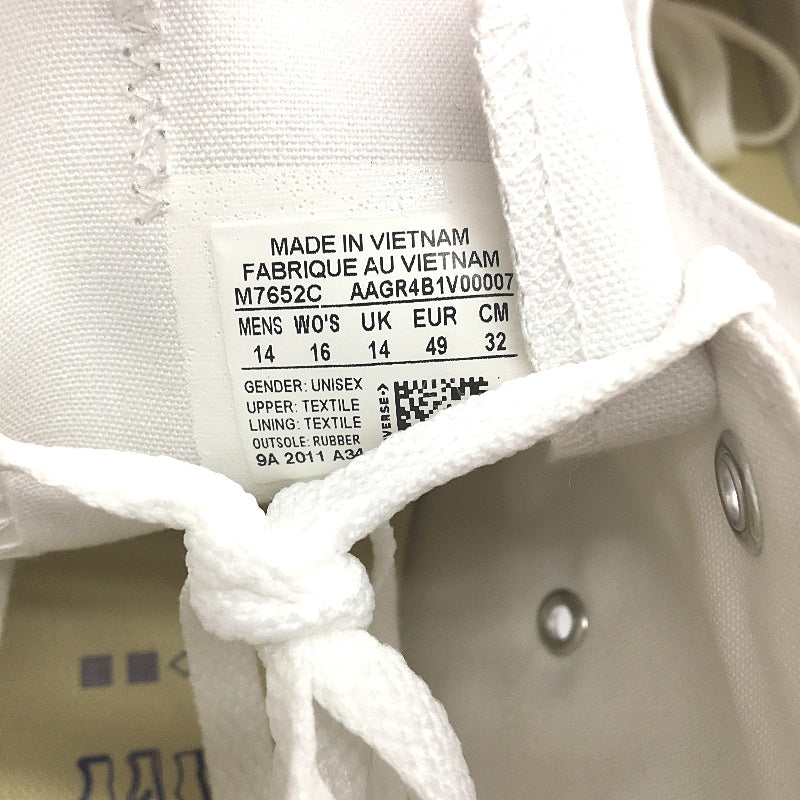 MADE IN VIETNAM
FABRIQUE AU VIETNAM
M7652C AAGR4B1V00007
MENS WO'S UK EUR CM
14 16 14 49 32
GENDER: UNISEX
UPPER: TEXTILE
LINING: TEXTILE
OUTSOLE: RUBBER
9A 2011 A34